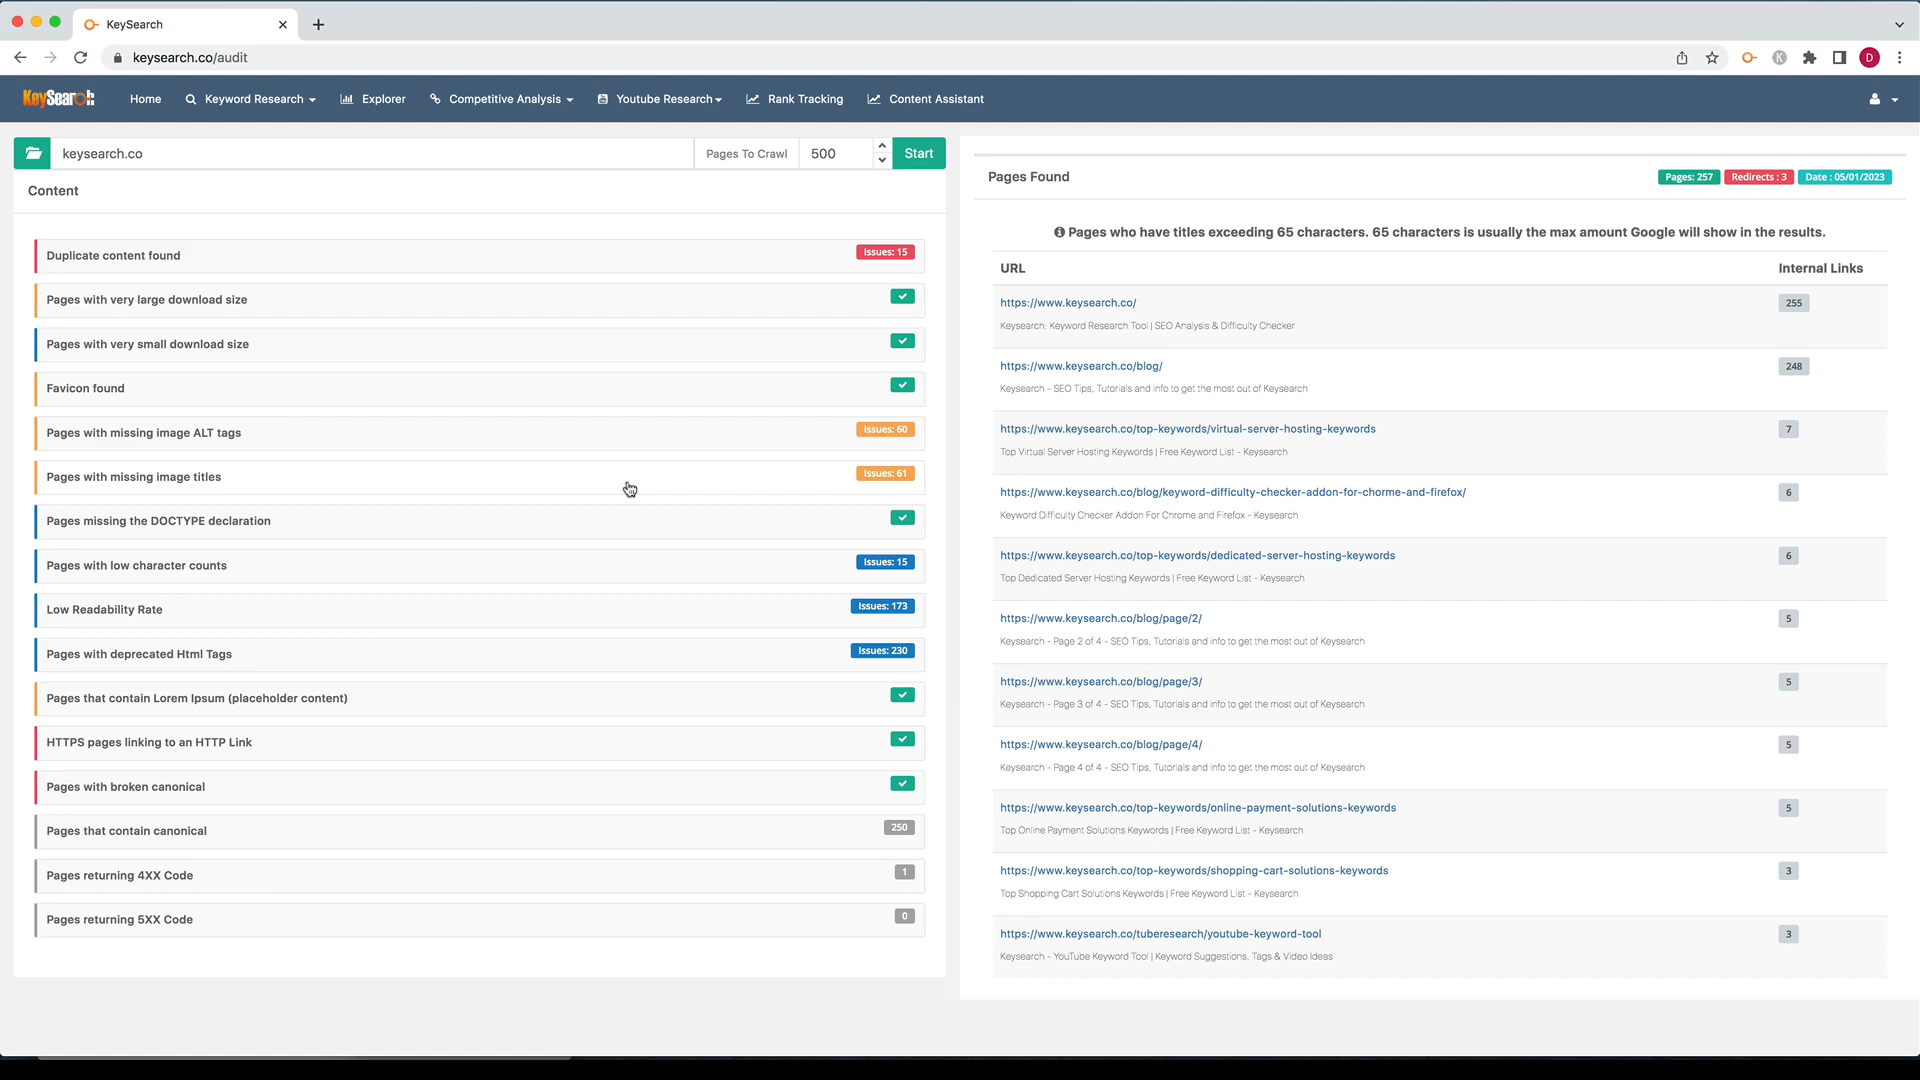 KeySearch
keysearch.co/audit
D
KeySearch
Home
Keyword Research
Explorer
Competitive Analysis
Youtube Research
Rank Tracking
Content Assistant
keysearch.co
Pages To Crawl
500
Start
Content
Duplicate content found
Issues: 15
Pages with very large download size
Pages with very small download size
Favicon found
Pages with missing image ALT tags
Issues: 60
Pages with missing image titles
Issues: 61
Pages missing the DOCTYPE declaration
Pages with low character counts
Issues: 15
Low Readability Rate
Issues: 173
Pages with deprecated Html Tags
Issues: 230
Pages that contain Lorem Ipsum (placeholder content)
HTTPS pages linking to an HTTP Link
Pages with broken canonical
Pages that contain canonical
250
Pages returning 4XX Code
1
Pages returning 5XX Code
0
Pages Found
Pages: 257
Redirects : 3
Date : 05/01/2023
Pages who have titles exceeding 65 characters. 65 characters is usually the max amount Google will show in the results.
URL
Internal Links
https://www.keysearch.co/
255
Keysearch: Keyword Research Tool | SEO Analysis & Difficulty Checker
https://www.keysearch.co/blog/
248
Keysearch - SEO Tips, Tutorials and info to get the most out of Keysearch
https://www.keysearch.co/top-keywords/virtual-server-hosting-keywords
7
Top Virtual Server Hosting Keywords | Free Keyword List - Keysearch
https://www.keysearch.co/blog/keyword-difficulty-checker-addon-for-chorme-and-firefox/
6
Keyword Difficulty Checker Addon For Chrome and Firefox - Keysearch
https://www.keysearch.co/top-keywords/dedicated-server-hosting-keywords
6
Top Dedicated Server Hosting Keywords | Free Keyword List - Keysearch
https://www.keysearch.co/blog/page/2/
5
Keysearch - Page 2 of 4 - SEO Tips, Tutorials and info to get the most out of Keysearch
https://www.keysearch.co/blog/page/3/
5
Keysearch - Page 3 of 4 - SEO Tips, Tutorials and info to get the most out of Keysearch
https://www.keysearch.co/blog/page/4/
5
Keysearch - Page 4 of 4 - SEO Tips, Tutorials and info to get the most out of Keysearch
https://www.keysearch.co/top-keywords/online-payment-solutions-keywords
5
Top Online Payment Solutions Keywords | Free Keyword List - Keysearch
https://www.keysearch.co/top-keywords/shopping-cart-solutions-keywords
3
Top Shopping Cart Solutions Keywords | Free Keyword List - Keysearch
https://www.keysearch.co/tuberesearch/youtube-keyword-tool
3
Keysearch - YouTube Keyword Tool | Keyword Suggestions, Tags & Video Ideas